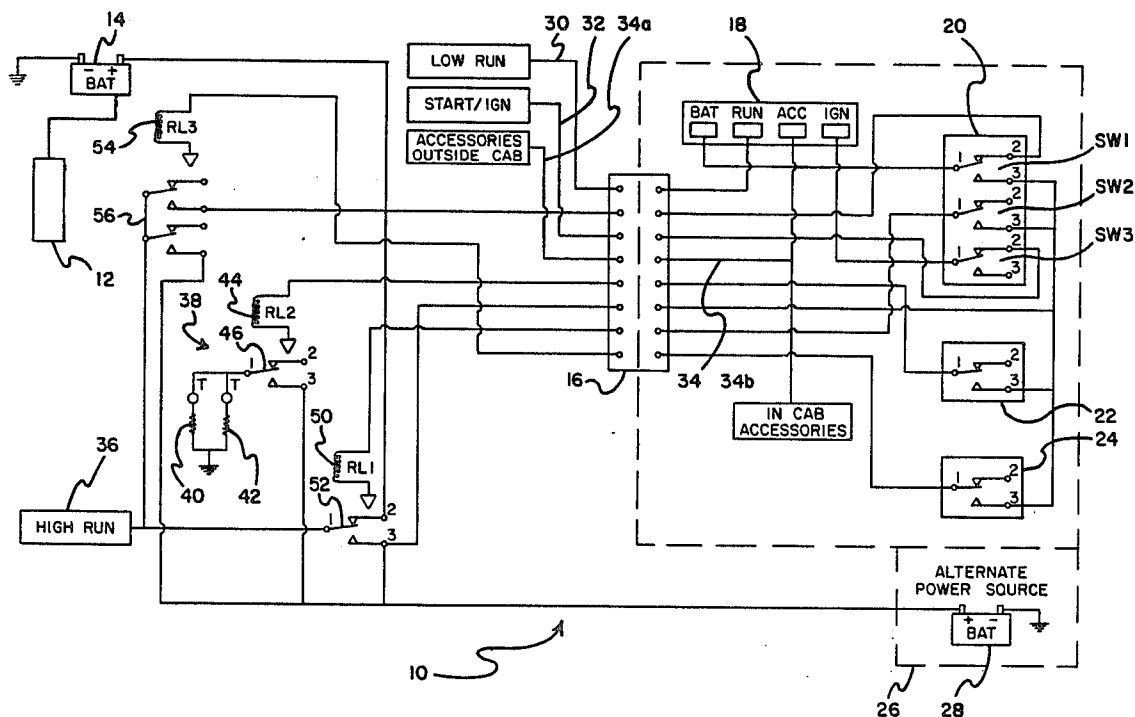 14
30
32
34a
18
20
- +
BAT
LOW RUN
START/IGN
ACCESSORIES
OUTSIDE CAB
BAT RUN ACC IGN
RL3
54
1 2
3
SW1
1 2
3
SW2
1 2
3
SW3
56
12
44
RL2
38
46
1 2
3
T T
16
34
34b
IN CAB
ACCESSORIES
1 2
3
22
24
50
RL1
40
42
36
52
HIGH RUN
1 2
3
1 2
3
ALTERNATE
POWER SOURCE
+ -
BAT
10
26
28